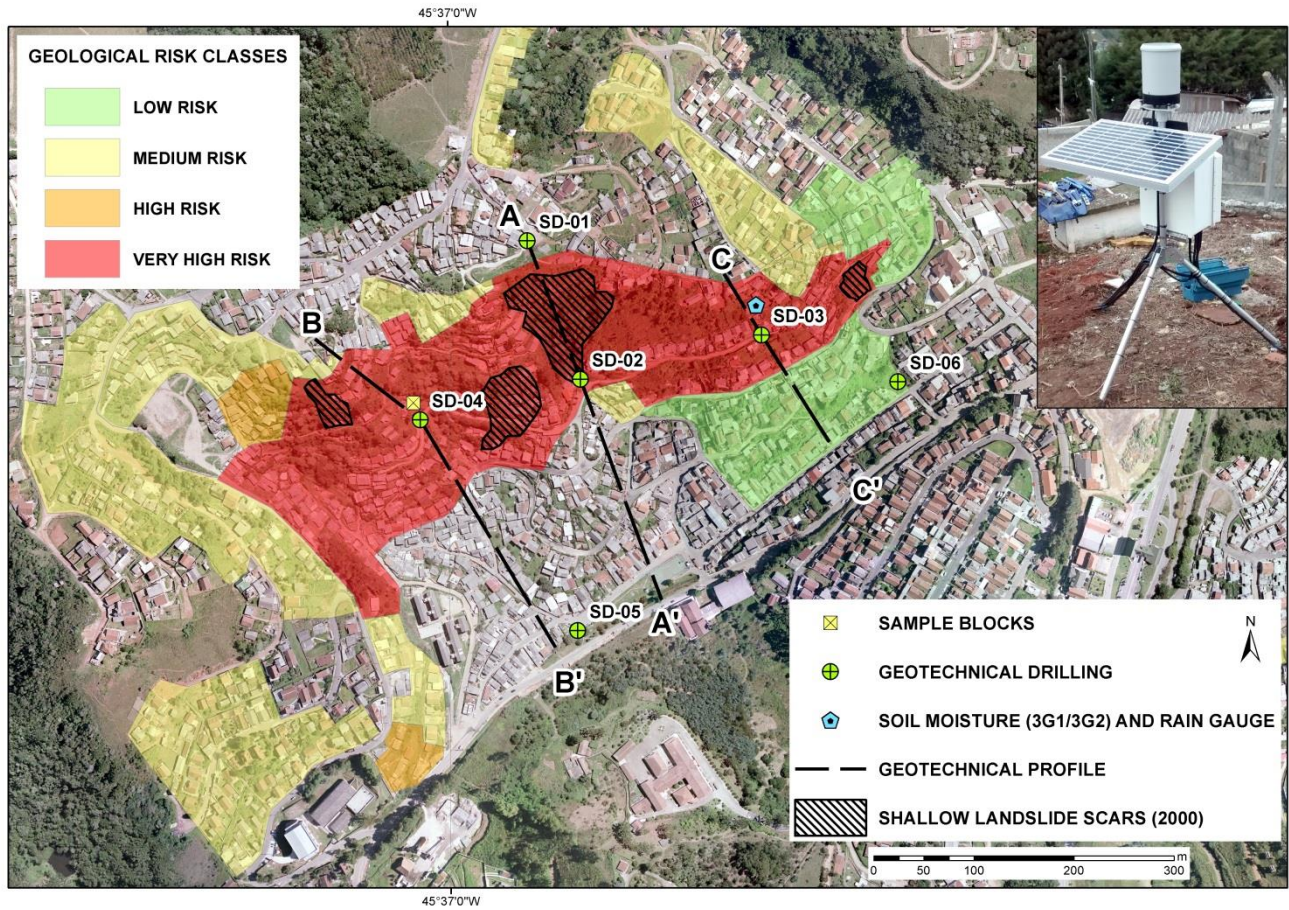 45°37'0"W
GEOLOGICAL RISK CLASSES
LOW RISK
MEDIUM RISK
HIGH RISK
VERY HIGH RISK
A
SD-01
C
B
SD-03
SD-02
SD-06
SD-04
C'
SD-05
A'
B'
SAMPLE BLOCKS
N
GEOTECHNICAL DRILLING
SOIL MOISTURE (3G1/3G2) AND RAIN GAUGE
GEOTECHNICAL PROFILE
SHALLOW LANDSLIDE SCARS (2000)
m
0 50 100 200 300
45°37'0"W